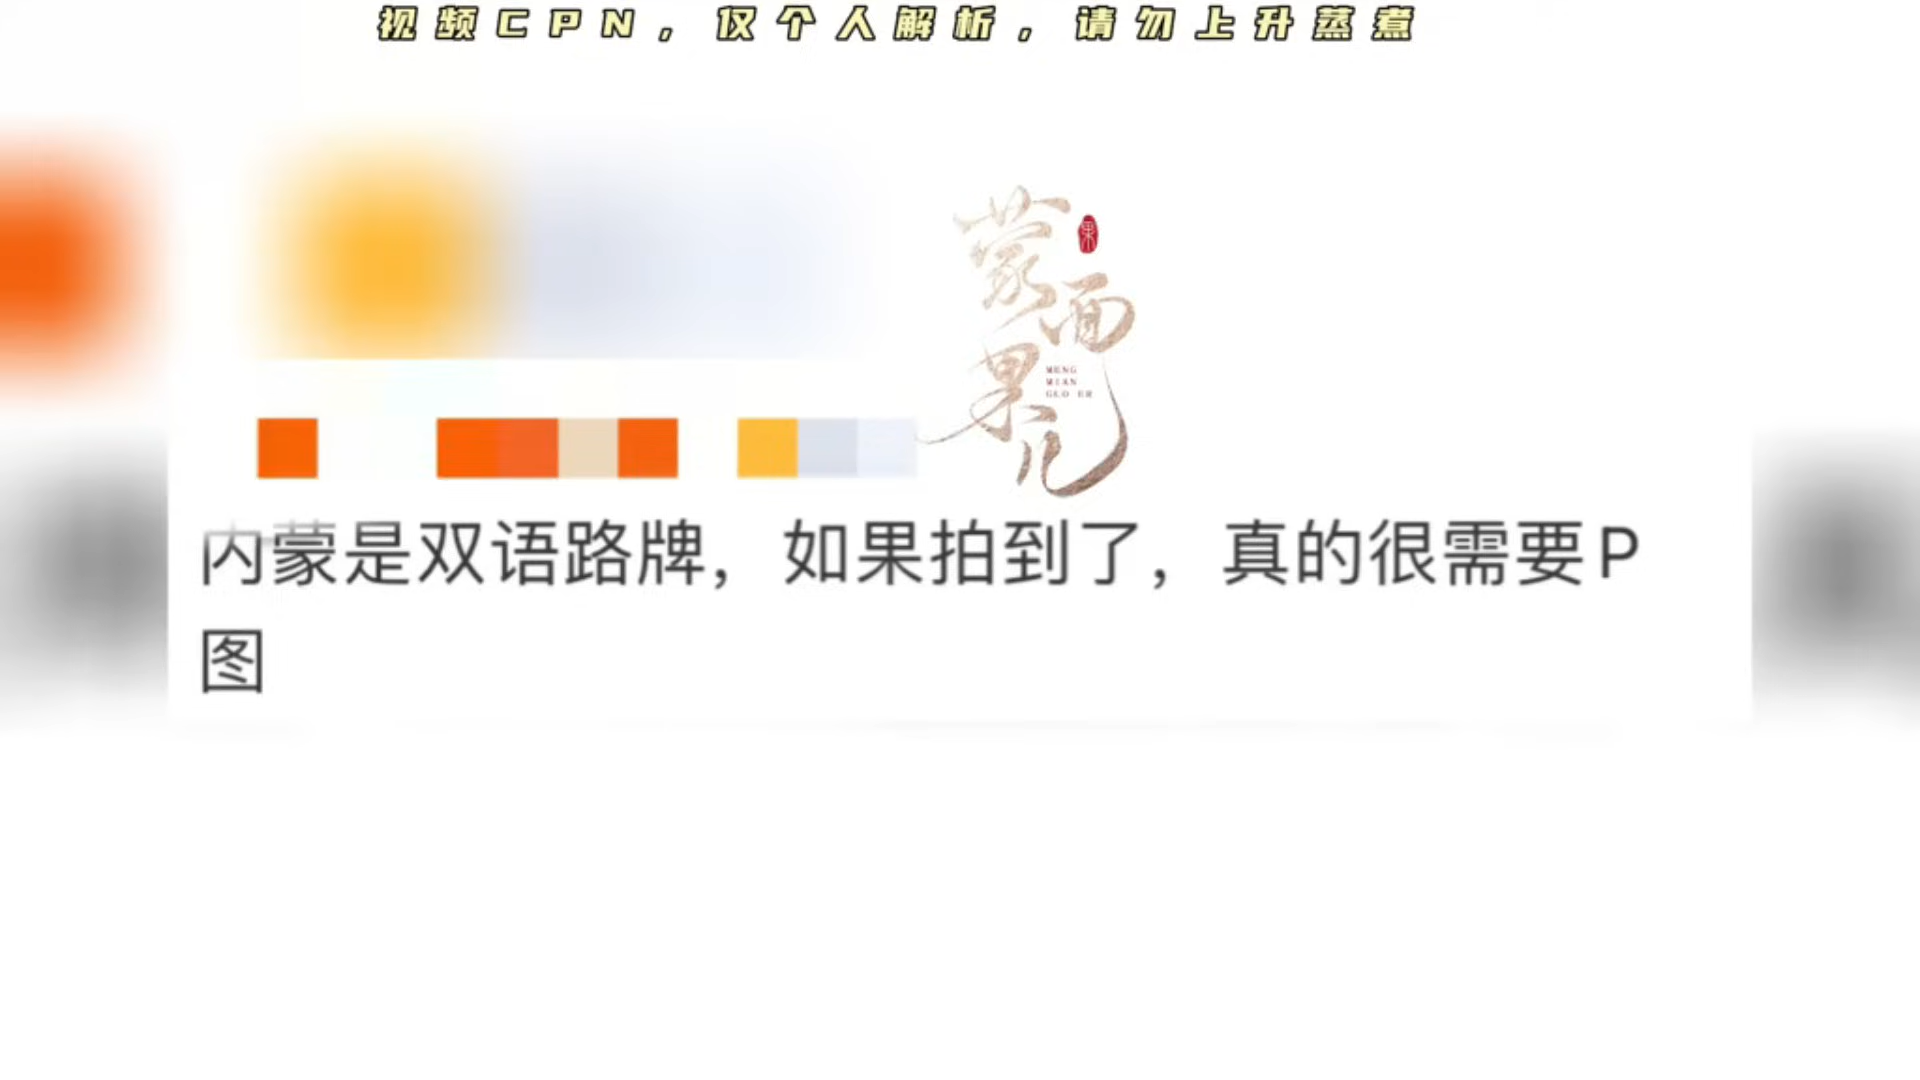 视频CPN，仅个人解析，请勿上升蒸煮
蒙面果儿
果
MENG
MIAN
GUO ER
内蒙是双语路牌，如果拍到了，真的很需要P
图